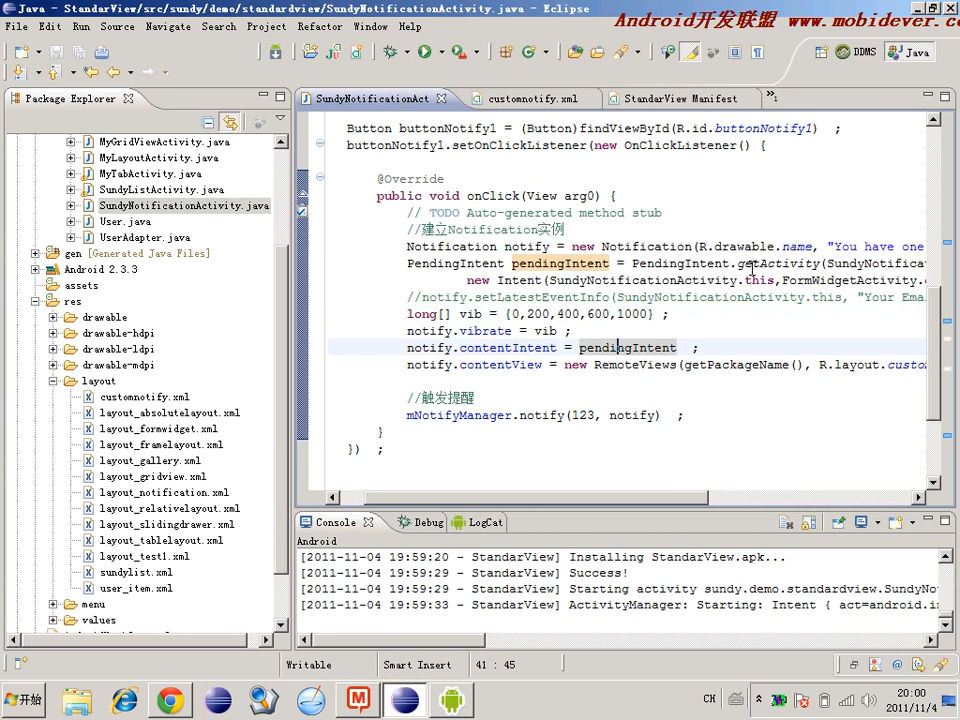 Java - StandarView/src/sundy/demo/standardview/SundyNotificationActivity.java - Eclipse
Android开发联盟 www.mobidever.co
File Edit Run Source Navigate Search Project Refactor Window Help
DDMS Java
Package Explorer
MyGridViewActivity.java
MyLayoutActivity.java
MyTabActivity.java
SundyListActivity.java
SundyNotificationActivity.java
User.java
UserAdapter.java
gen [Generated Java Files]
Android 2.3.3
assets
res
drawable
drawable-hdpi
drawable-ldpi
drawable-mdpi
layout
customnotify.xml
layout_absolutelayout.xml
layout_formwidget.xml
layout_framelayout.xml
layout_gallery.xml
layout_gridview.xml
layout_notification.xml
layout_relativelayout.xml
layout_slidingdrawer.xml
layout_tablelayout.xml
layout_test1.xml
sundylist.xml
user_item.xml
menu
values
SundyNotificationAct customnotify.xml StandarView Manifest »1
Button buttonNotify1 = (Button)findViewById(R.id.buttonNotify1) ;
buttonNotify1.setOnClickListener(new OnClickListener() {
@Override
public void onClick(View arg0) {
// TODO Auto-generated method stub
//建立Notification实例
Notification notify = new Notification(R.drawable.name, "You have one
PendingIntent pendingIntent = PendingIntent.getActivity(SundyNotifica
new Intent(SundyNotificationActivity.this,FormWidgetActivity.
//notify.setLatestEventInfo(SundyNotificationActivity.this, "Your Ema
long[] vib = {0,200,400,600,1000} ;
notify.vibrate = vib ;
notify.contentIntent = pendingIntent ;
notify.contentView = new RemoteViews(getPackageName(), R.layout.custo
//触发提醒
mNotifyManager.notify(123, notify) ;
}
}) ;
Console Debug LogCat
Android
[2011-11-04 19:59:20 - StandarView] Installing StandarView.apk...
[2011-11-04 19:59:29 - StandarView] Success!
[2011-11-04 19:59:29 - StandarView] Starting activity sundy.demo.standardview.SundyNo
[2011-11-04 19:59:33 - StandarView] ActivityManager: Starting: Intent { act=android.i
Writable Smart Insert 41 : 45
开始
CH
20:00
2011/11/4